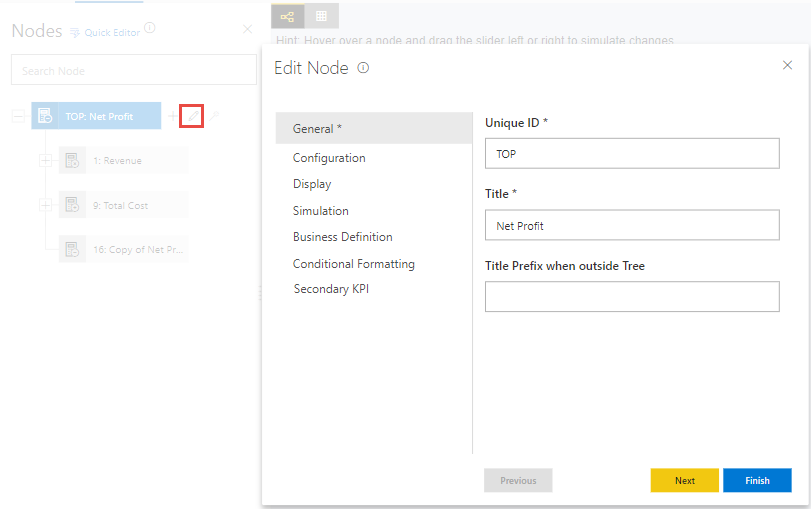 Nodes Quick Editor
Search Node
TOP: Net Profit
1: Revenue
9: Total Cost
16: Copy of Net Pr...
Hint: Hover over a node and drag the slider left or right to simulate changes
Edit Node
General *
Configuration
Display
Simulation
Business Definition
Conditional Formatting
Secondary KPI
Unique ID *
TOP
Title *
Net Profit
Title Prefix when outside Tree
Previous
Next
Finish